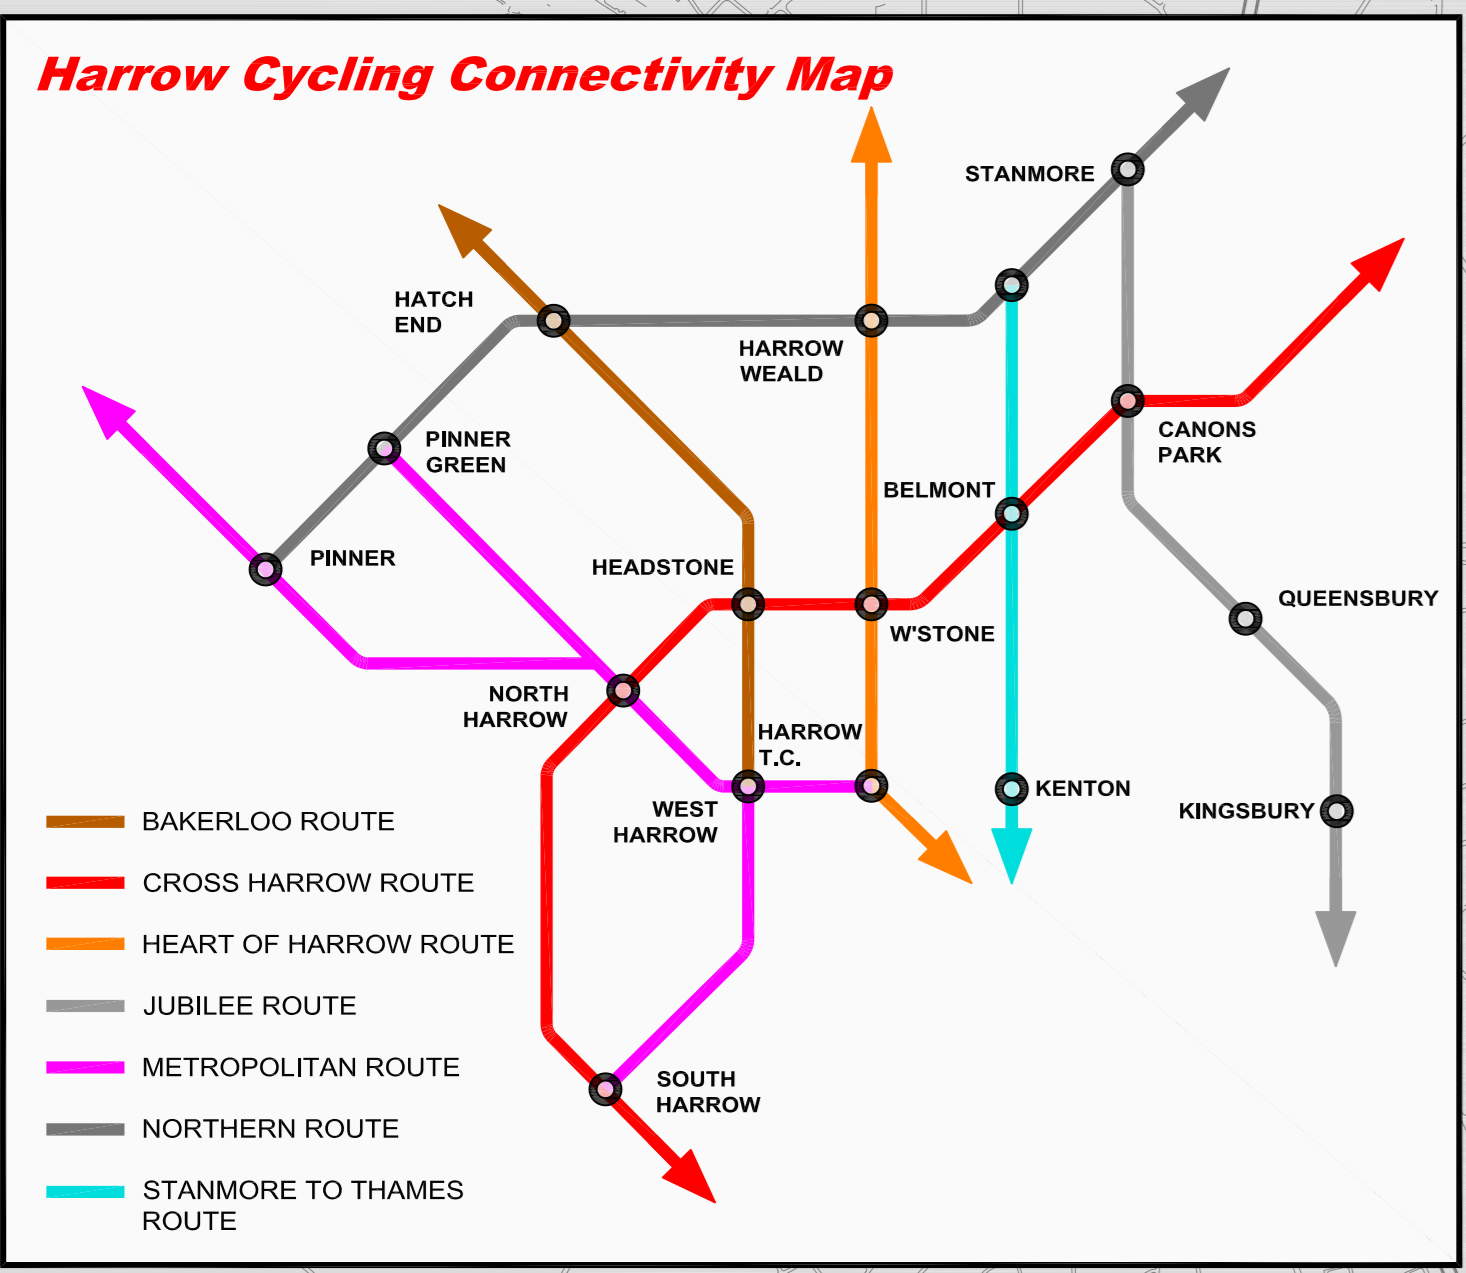 Harrow Cycling Connectivity Map
STANMORE
HATCH
END
HARROW
WEALD
PINNER
GREEN
CANONS
PARK
BELMONT
PINNER
HEADSTONE
QUEENSBURY
W'STONE
NORTH
HARROW
HARROW
T.C.
KENTON
WEST
HARROW
KINGSBURY
SOUTH
HARROW
BAKERLOO ROUTE
CROSS HARROW ROUTE
HEART OF HARROW ROUTE
JUBILEE ROUTE
METROPOLITAN ROUTE
NORTHERN ROUTE
STANMORE TO THAMES
ROUTE